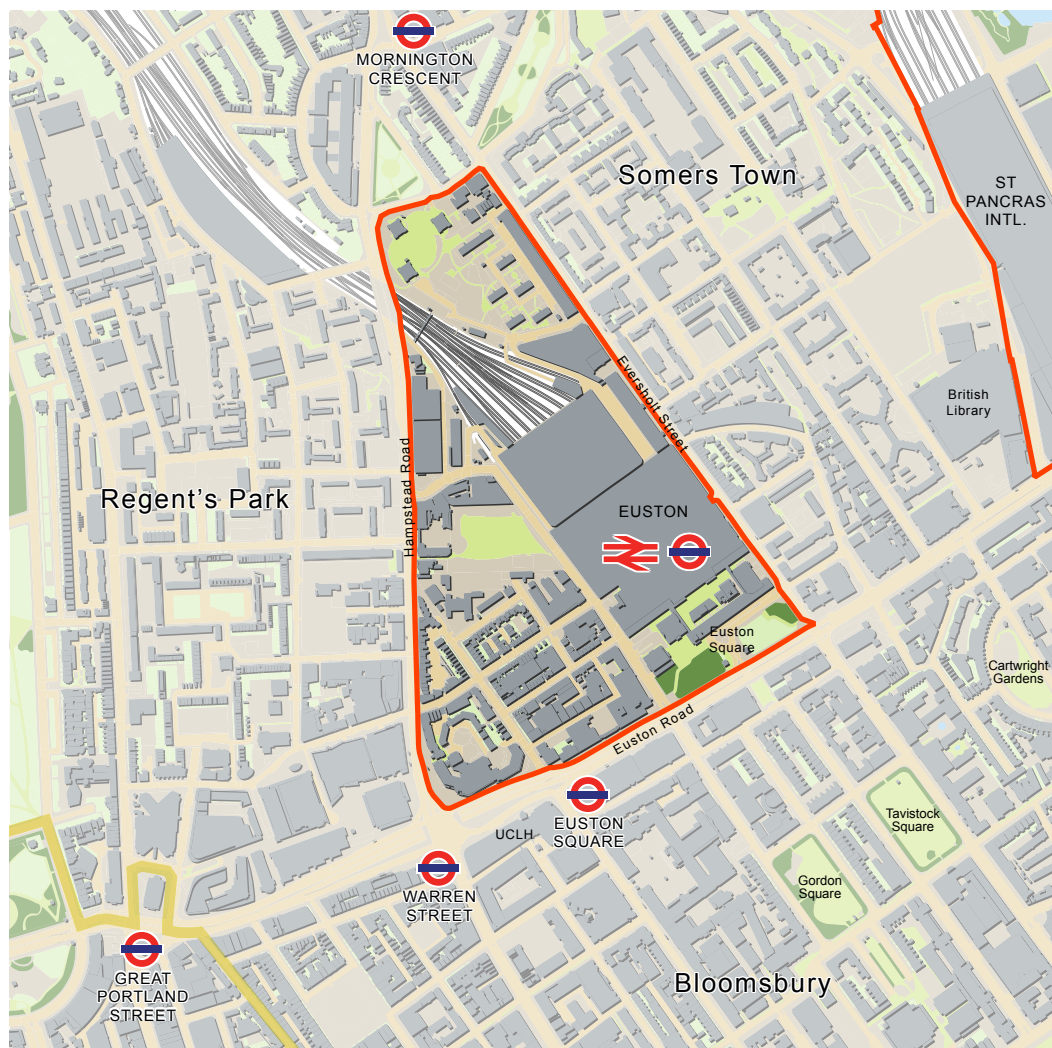 MORNINGTON
CRESCENT
Somers Town
ST
PANCRAS
INTL.
Eversholt Street
British
Library
Hampstead Road
Regent's Park
EUSTON
Euston
Square
Cartwright
Gardens
Euston Road
EUSTON
SQUARE
UCLH
Tavistock
Square
WARREN
STREET
Gordon
Square
GREAT
PORTLAND
STREET
Bloomsbury